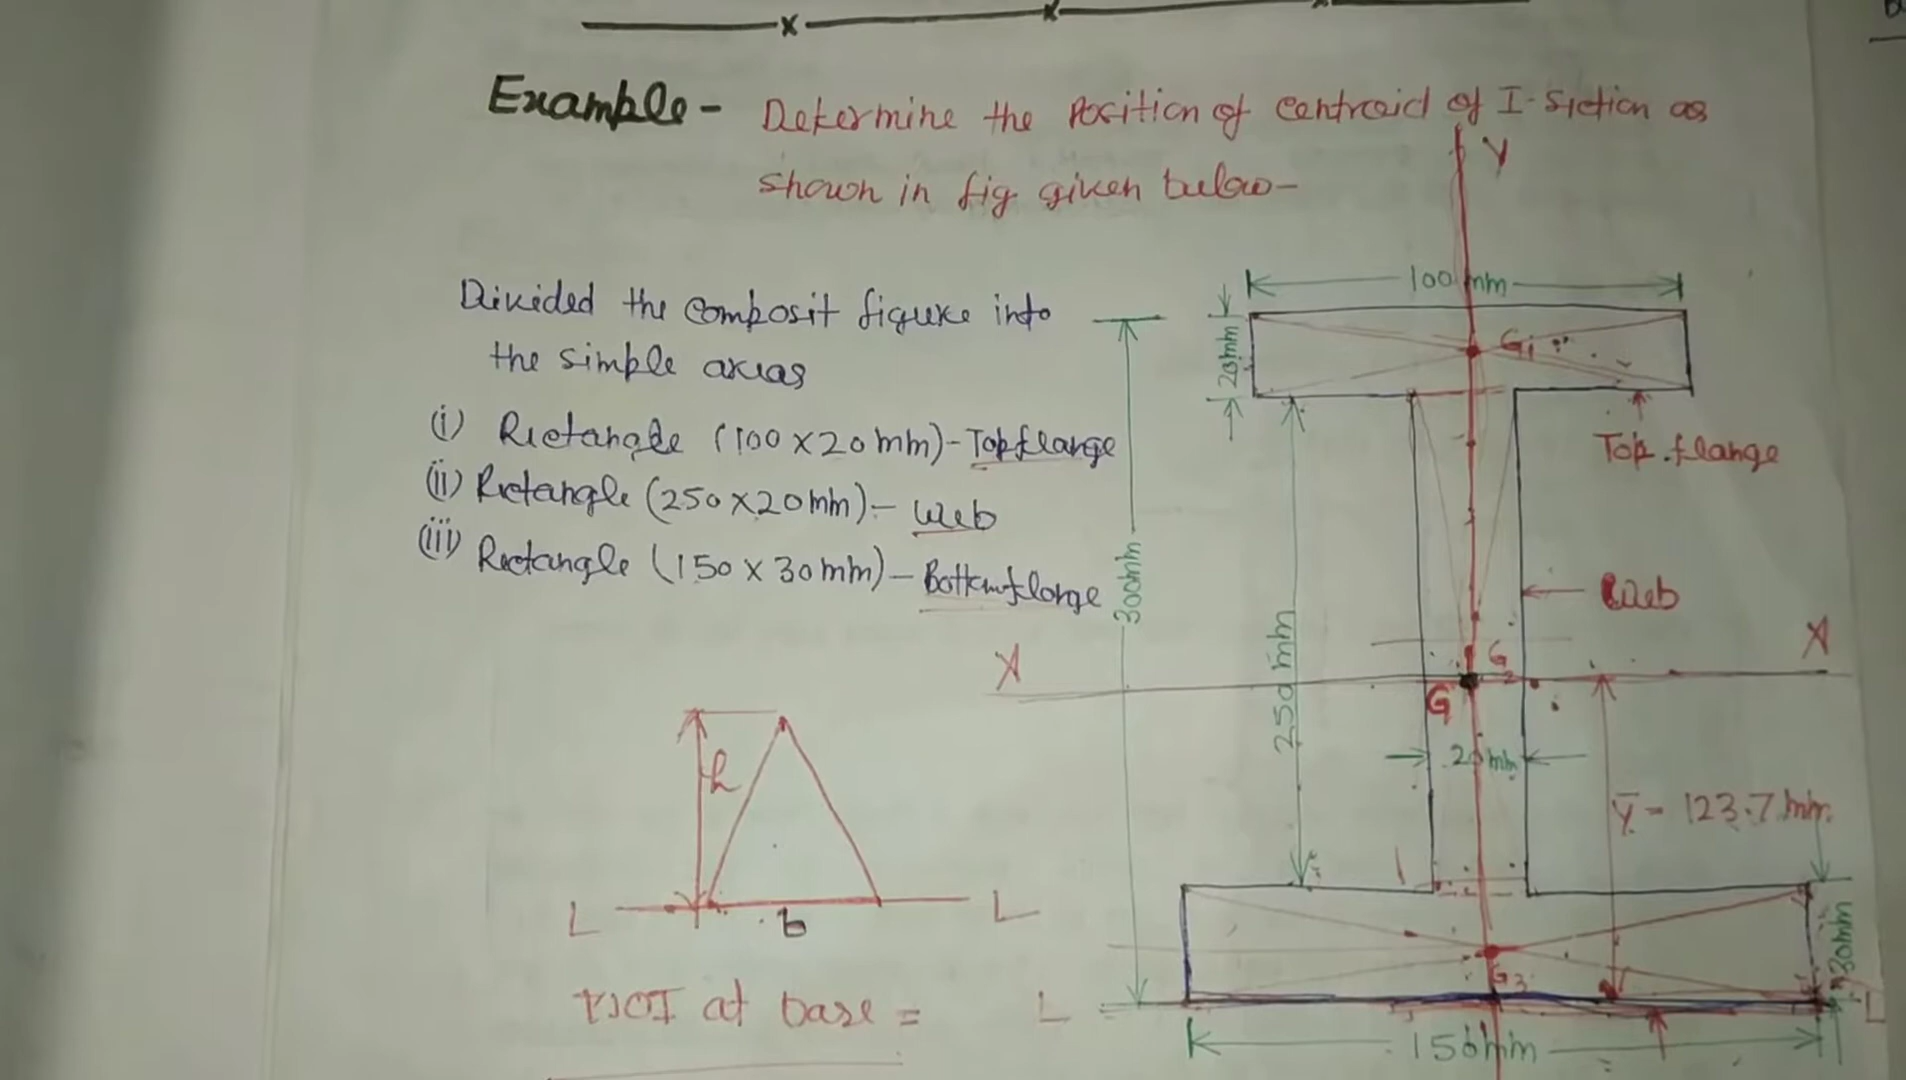 Example - Determine the Position of Centroid of I-Section as
shown in fig given below-
Y
Divided the composit figure into
the simple areas
(i) Rectangle (100 x 20 mm) - Top flange
(ii) Rectangle (250 x 20 mm) - Web
(iii) Rectangle (150 x 30 mm) - Bottom flange
100 mm
20 mm
G1
Top flange
300 mm
250 mm
Web
X
X
G2
G
20 mm
ȳ = 123.7 mm
h
L
L
b
30 mm
G3
MOI at base =
L
L
150 mm